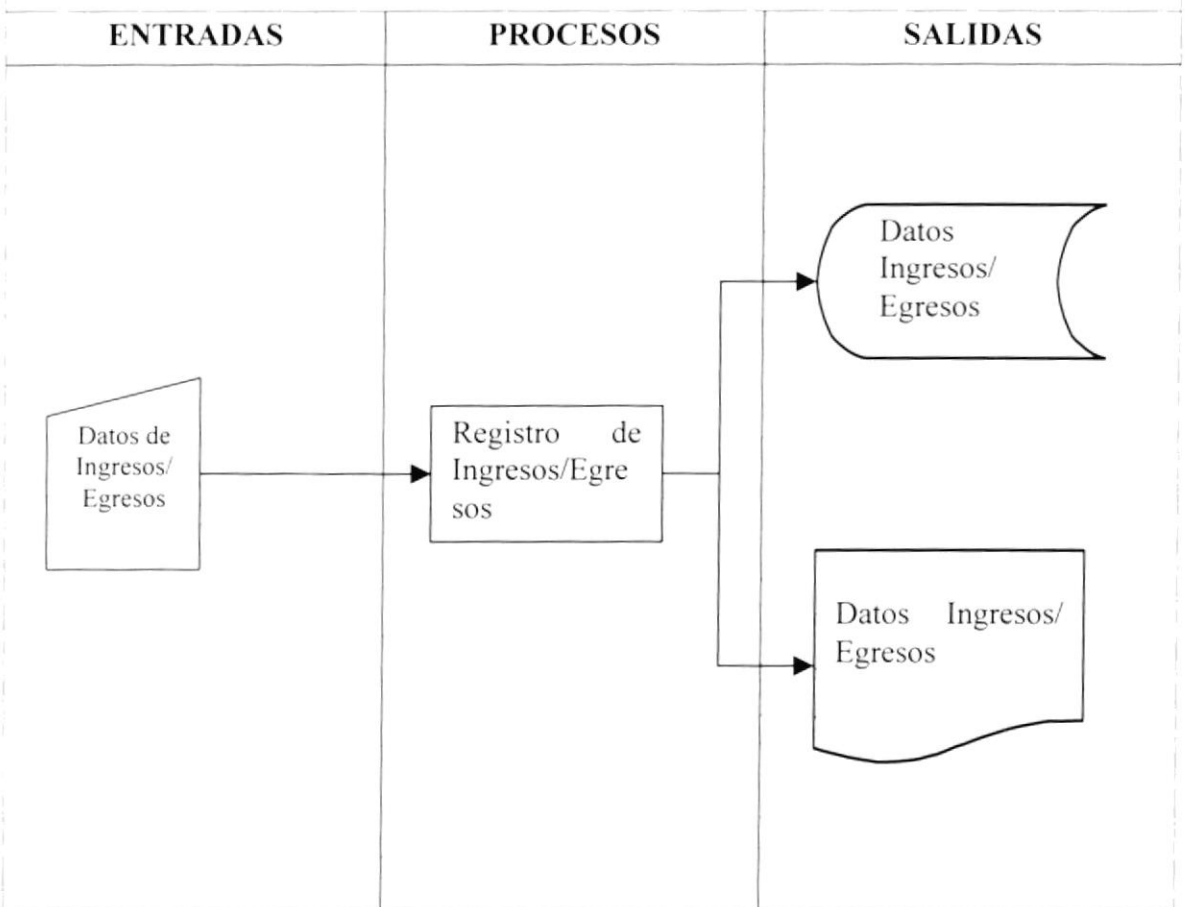 ENTRADAS PROCESOS SALIDAS
Datos de
Ingresos/
Egresos
Registro de
Ingresos/Egre
sos
Datos
Ingresos/
Egresos
Datos Ingresos/
Egresos